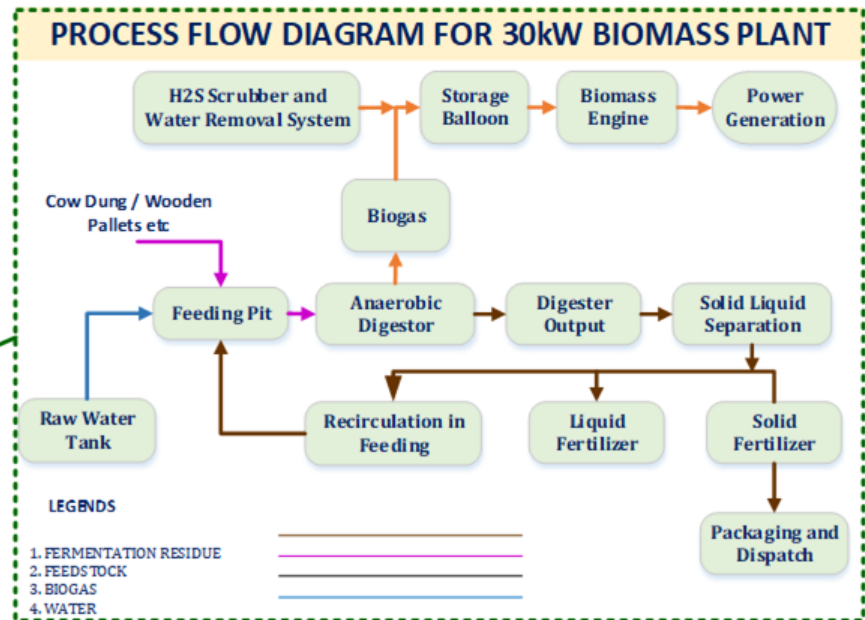 PROCESS FLOW DIAGRAM FOR 30kW BIOMASS PLANT
H2S Scrubber and
Water Removal System
Storage
Balloon
Biomass
Engine
Power
Generation
Cow Dung / Wooden
Pallets etc
Biogas
Feeding Pit
Anaerobic
Digestor
Digester
Output
Solid Liquid
Separation
Raw Water
Tank
Recirculation in
Feeding
Liquid
Fertilizer
Solid
Fertilizer
Packaging and
Dispatch
LEGENDS
1. FERMENTATION RESIDUE
2. FEEDSTOCK
3. BIOGAS
4. WATER